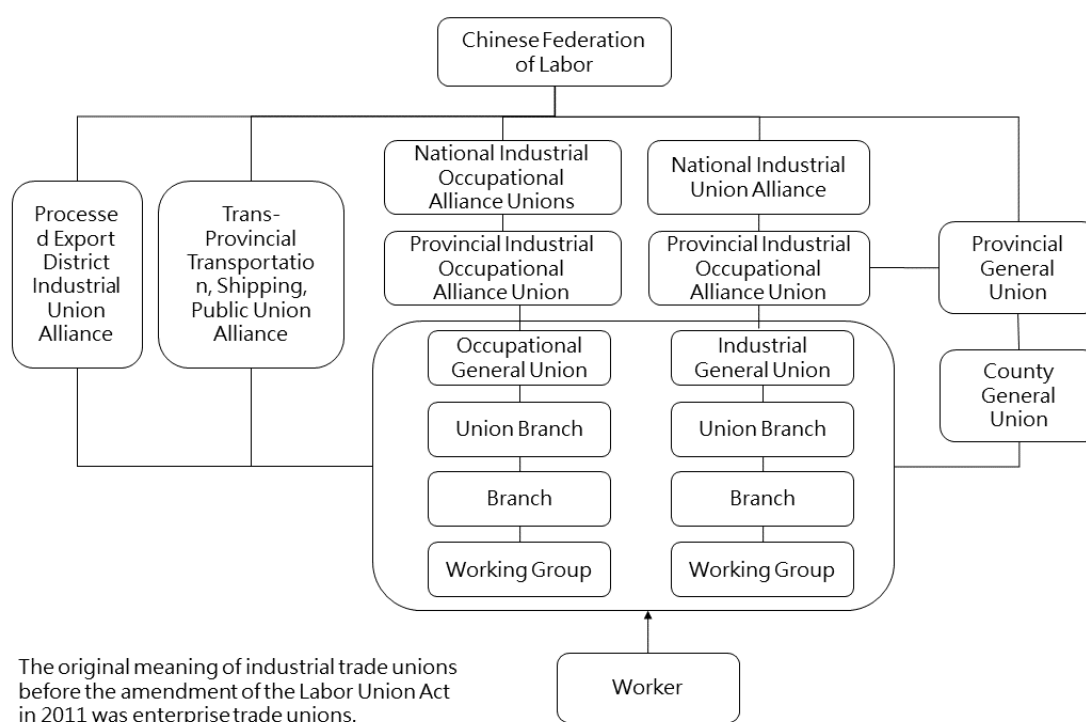 Chinese Federation
of Labor
National Industrial
Occupational
Alliance Unions
National Industrial
Union Alliance
Processe
d Export
District
Industrial
Union
Alliance
Trans-
Provincial
Transportatio
n, Shipping,
Public Union
Alliance
Provincial Industrial
Occupational
Alliance Union
Provincial Industrial
Occupational
Alliance Union
Provincial
General
Union
Occupational
General Union
Industrial
General Union
County
General
Union
Union Branch
Union Branch
Branch
Branch
Working Group
Working Group
Worker
The original meaning of industrial trade unions
before the amendment of the Labor Union Act
in 2011 was enterprise trade unions.